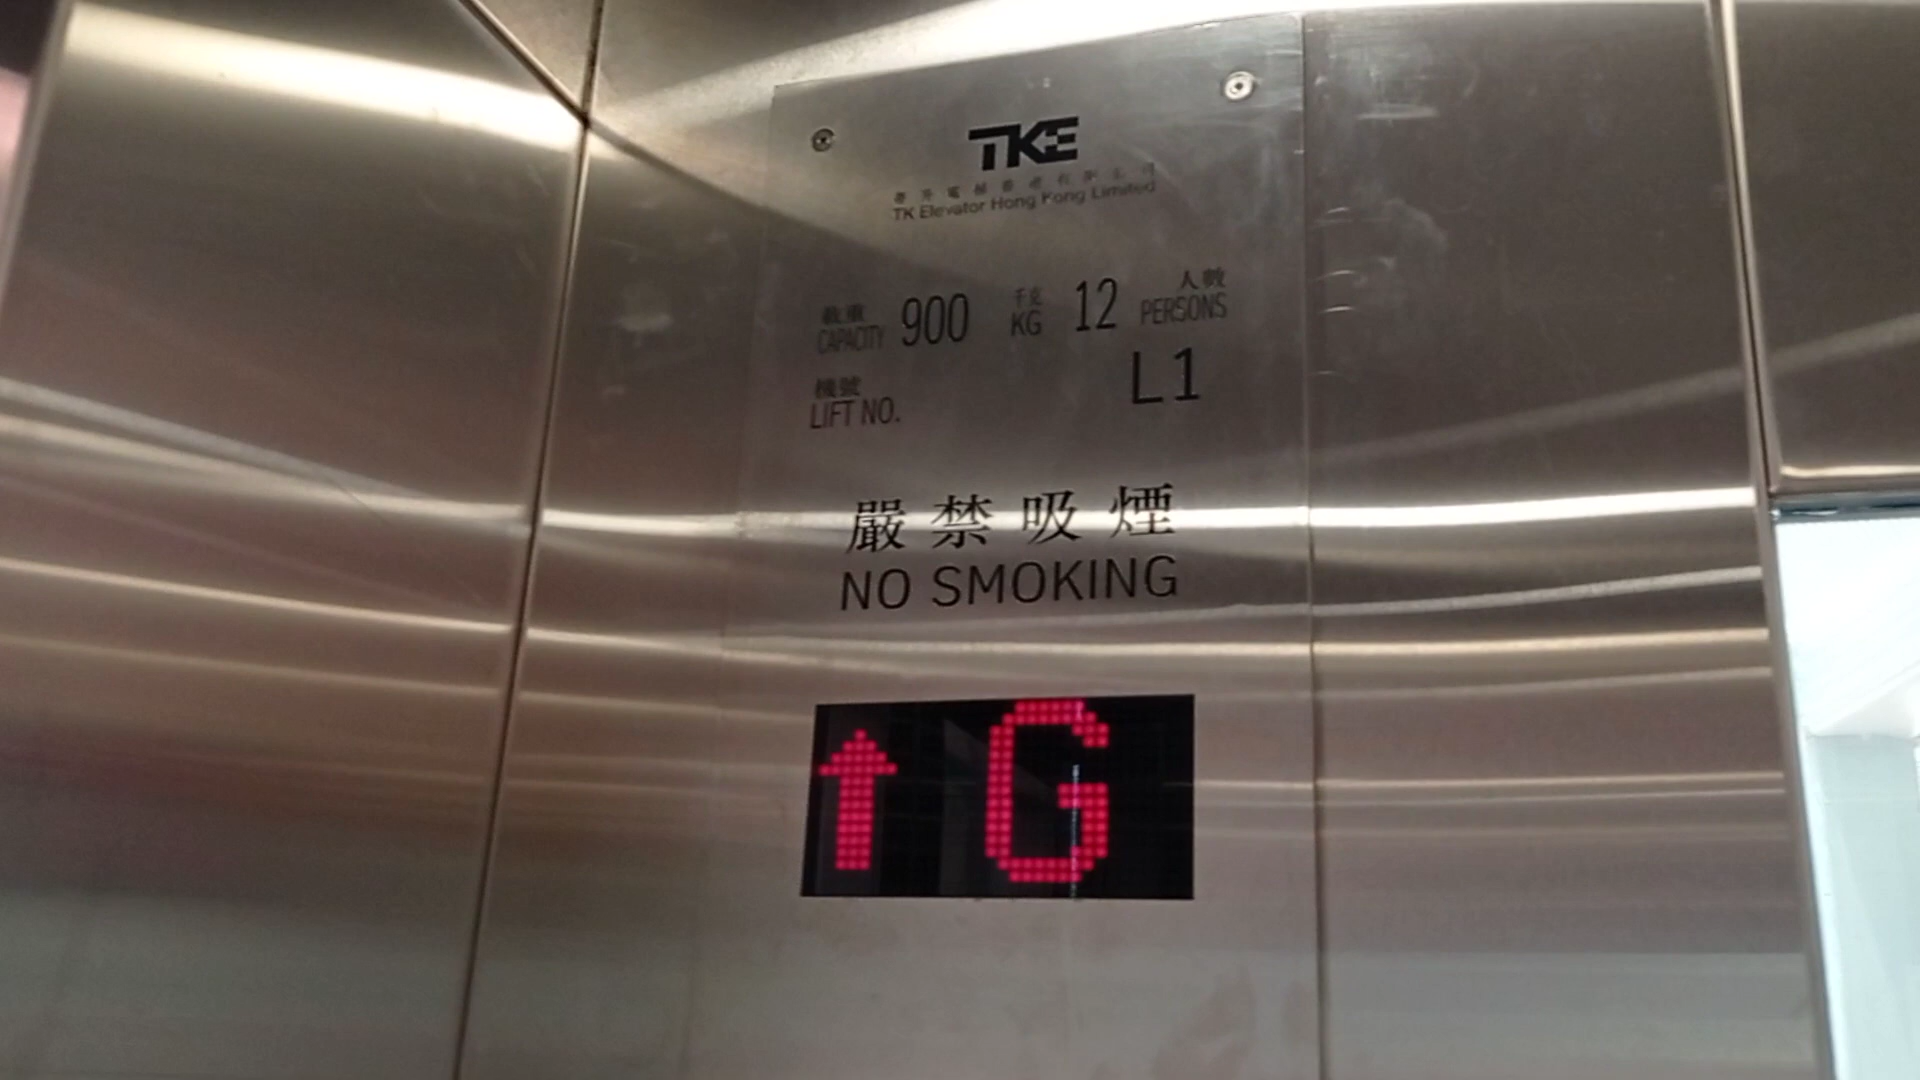 TKE
TK Elevator Hong Kong Limited
載重 900 千克 12 人數
CAPACITY KG PERSONS
機號 L1
LIFT NO.
嚴禁吸煙
NO SMOKING
↑ G